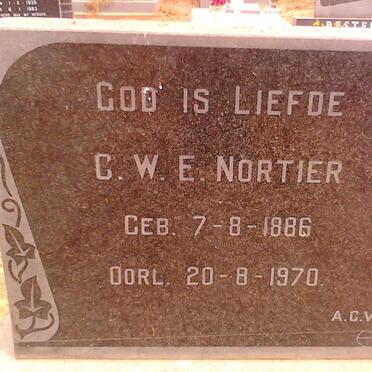 GOD IS LIEFDE
C. W. E. NORTIER
GEB. 7-8-1886
OORL. 20-8-1970.
A.C.V